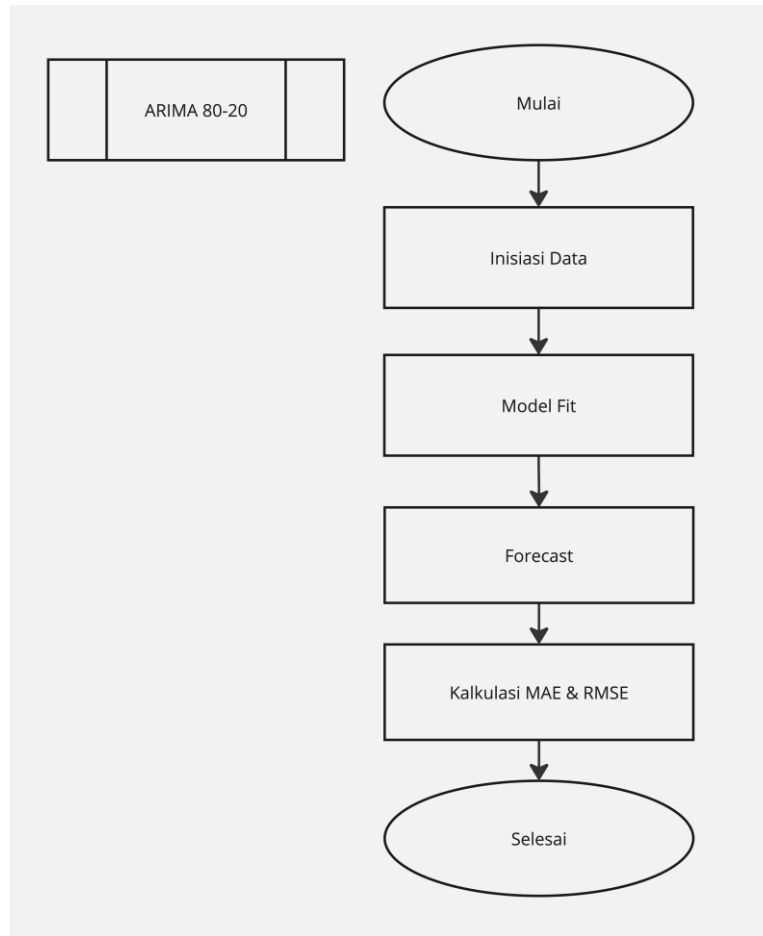 ARIMA 80-20
Mulai
Inisiasi Data
Model Fit
Forecast
Kalkulasi MAE & RMSE
Selesai